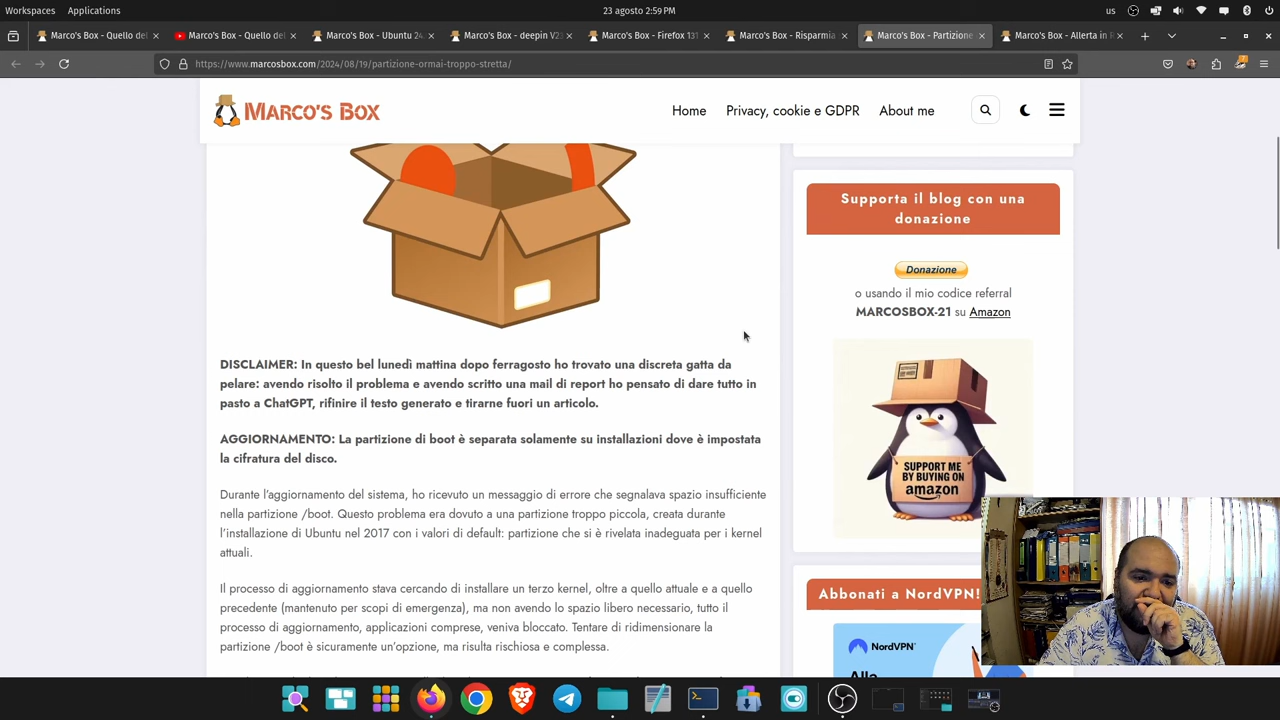 Workspaces Applications 23 agosto 2:59 PM us
Marco's Box - Quello del
Marco's Box - Quello del
Marco's Box - Ubuntu 24.
Marco's Box - deepin V23
Marco's Box - Firefox 131
Marco's Box - Risparmia
Marco's Box - Partizione
Marco's Box - Allerta in R
https://www.marcosbox.com/2024/08/19/partizione-ormai-troppo-stretta/
MARCO'S BOX
Home Privacy, cookie e GDPR About me
DISCLAIMER: In questo bel lunedì mattina dopo ferragosto ho trovato una discreta gatta da
pelare: avendo risolto il problema e avendo scritto una mail di report ho pensato di dare tutto in
pasto a ChatGPT, rifinire il testo generato e tirarne fuori un articolo.
AGGIORNAMENTO: La partizione di boot è separata solamente su installazioni dove è impostata
la cifratura del disco.
Durante l'aggiornamento del sistema, ho ricevuto un messaggio di errore che segnalava spazio insufficiente
nella partizione /boot. Questo problema era dovuto a una partizione troppo piccola, creata durante
l'installazione di Ubuntu nel 2017 con i valori di default: partizione che si è rivelata inadeguata per i kernel
attuali.
Il processo di aggiornamento stava cercando di installare un terzo kernel, oltre a quello attuale e a quello
precedente (mantenuto per scopi di emergenza), ma non avendo lo spazio libero necessario, tutto il
processo di aggiornamento, applicazioni comprese, veniva bloccato. Tentare di ridimensionare la
partizione /boot è sicuramente un'opzione, ma risulta rischiosa e complessa.
Supporta il blog con una
donazione
Donazione
o usando il mio codice referral
MARCOSBOX-21 su Amazon
SUPPORT ME
BY BUYING ON
amazon
Abbonati a NordVPN!
NordVPN
Alla